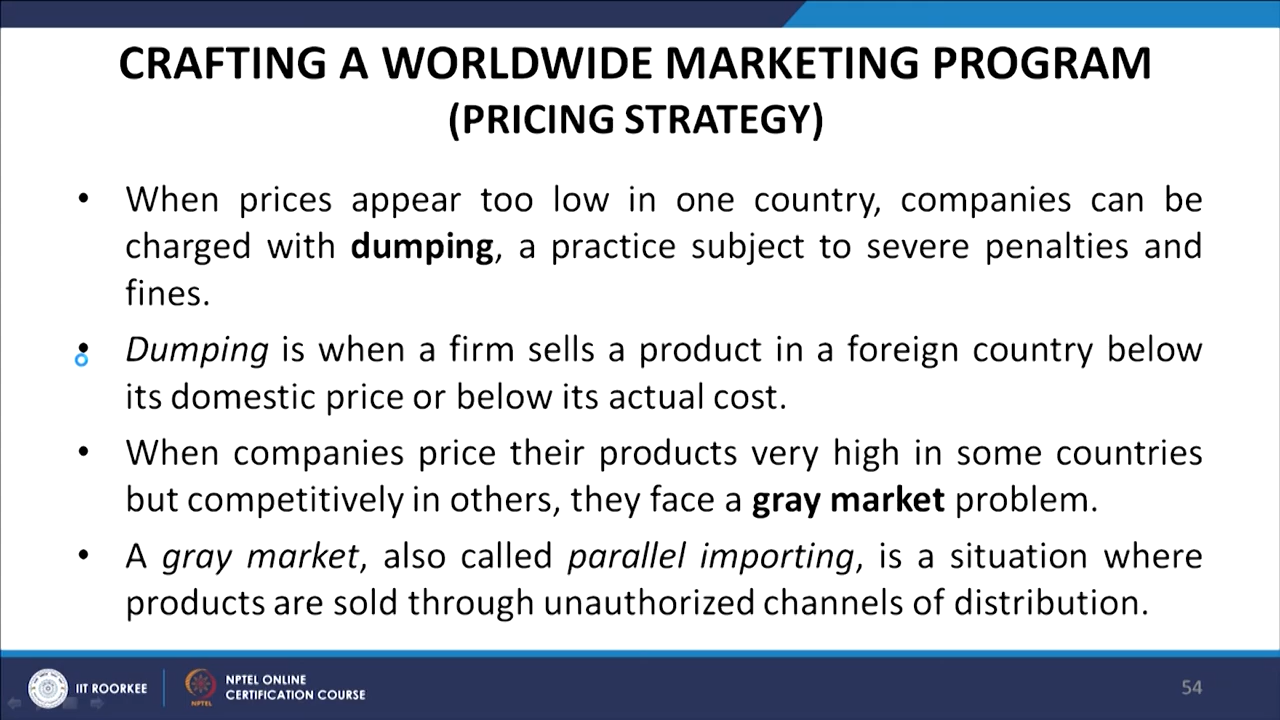 CRAFTING A WORLDWIDE MARKETING PROGRAM
(PRICING STRATEGY)
• When prices appear too low in one country, companies can be
charged with dumping, a practice subject to severe penalties and
fines.
• Dumping is when a firm sells a product in a foreign country below
its domestic price or below its actual cost.
• When companies price their products very high in some countries
but competitively in others, they face a gray market problem.
• A gray market, also called parallel importing, is a situation where
products are sold through unauthorized channels of distribution.
IIT ROORKEE
NPTEL
NPTEL ONLINE
CERTIFICATION COURSE
54